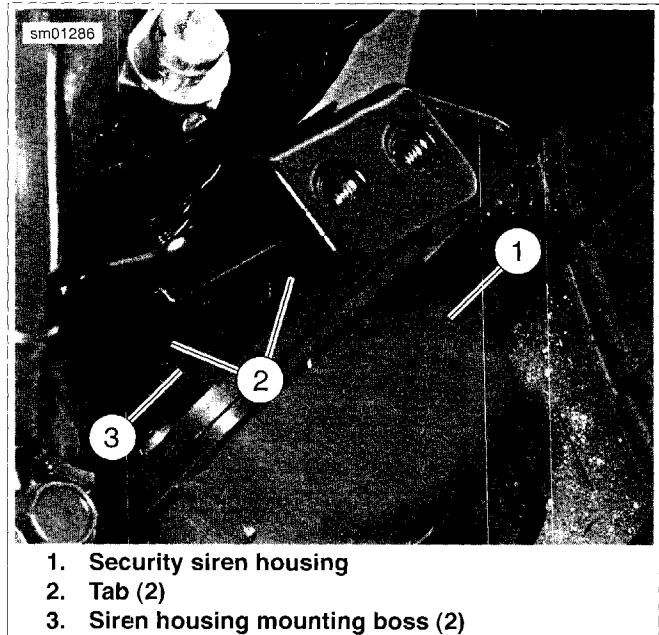 sm01286
1
2
3
1. Security siren housing
2. Tab (2)
3. Siren housing mounting boss (2)